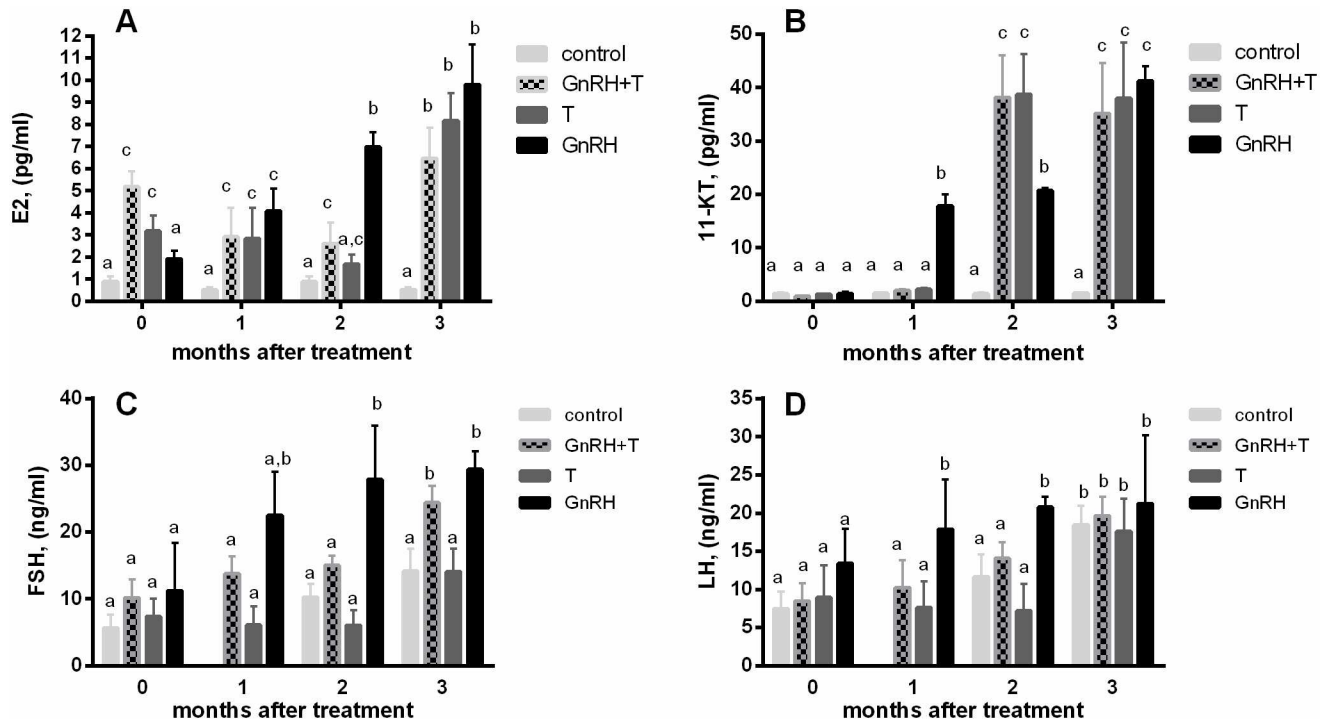 A
E2, (pg/ml)
12
11
10
9
8
7
6
5
4
3
2
1
0
a c c a
a c c c
a c a,c b
a b b b
0 1 2 3
months after treatment
control
GnRH+T
T
GnRH
B
11-KT, (pg/ml)
50
40
30
20
10
0
a a a a
a a a b
a c c b
a c c c
0 1 2 3
months after treatment
control
GnRH+T
T
GnRH
C
FSH, (ng/ml)
40
30
20
10
0
a a a a
a a a,b
a a a b
a b a b
0 1 2 3
months after treatment
control
GnRH+T
T
GnRH
D
LH, (ng/ml)
35
30
25
20
15
10
5
0
a a a a
a a b
a a a b
b b b b
0 1 2 3
months after treatment
control
GnRH+T
T
GnRH